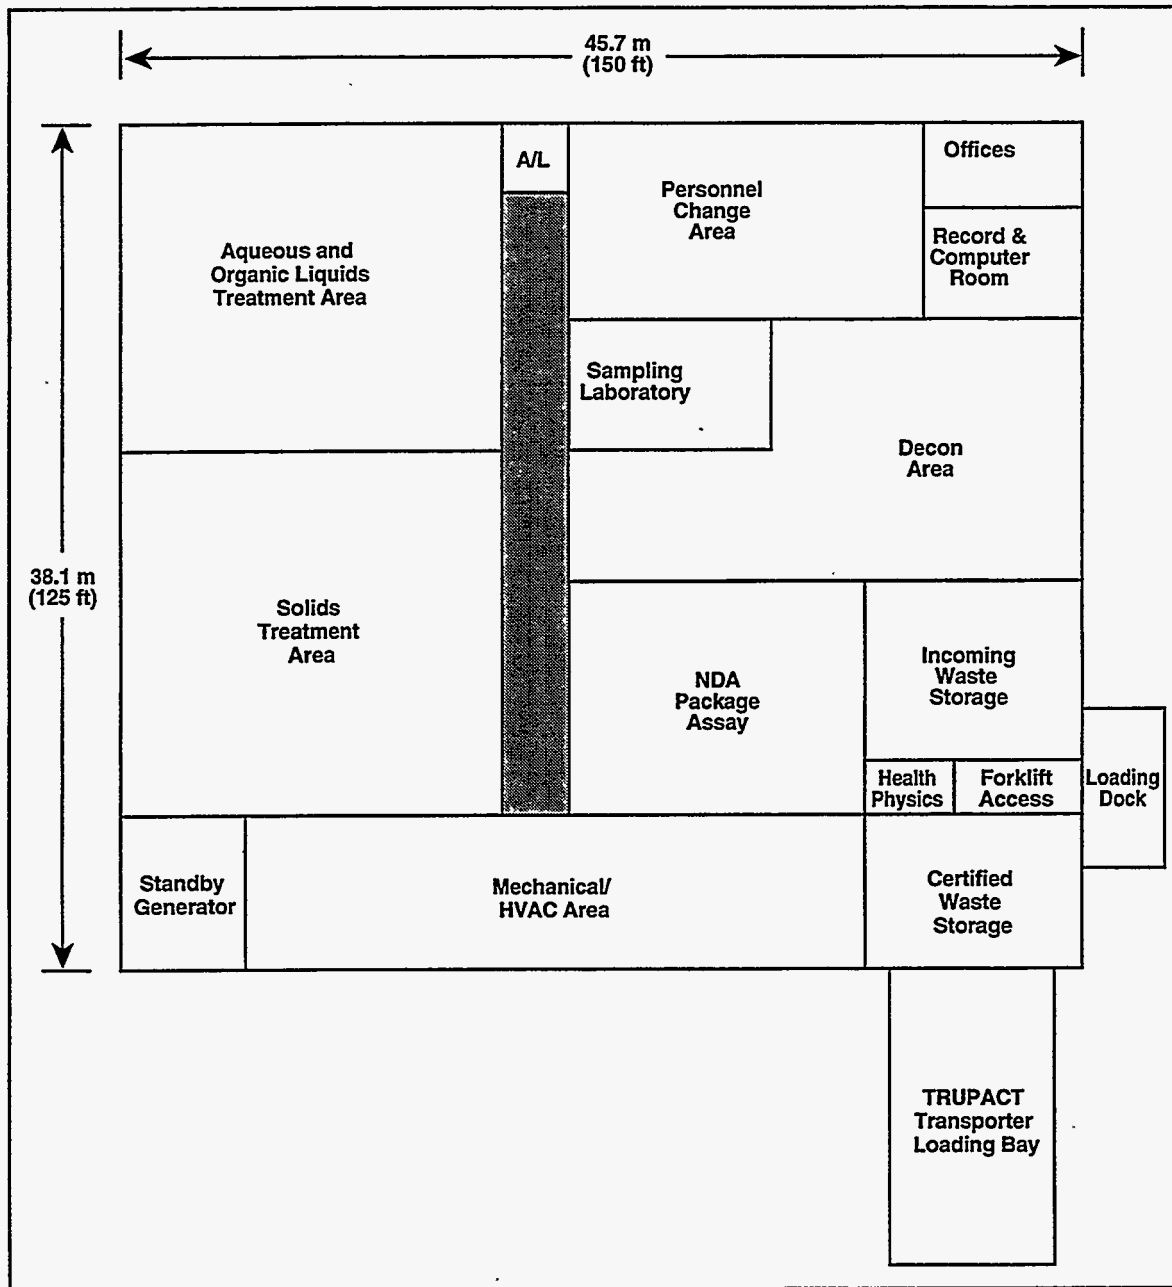 45.7 m
(150 ft)
A/L
Offices
Personnel
Change
Area
Record &
Computer
Room
Aqueous and
Organic Liquids
Treatment Area
Sampling
Laboratory
Decon
Area
38.1 m
(125 ft)
Solids
Treatment
Area
NDA
Package
Assay
Incoming
Waste
Storage
Health
Physics
Forklift
Access
Loading
Dock
Standby
Generator
Mechanical/
HVAC Area
Certified
Waste
Storage
TRUPACT
Transporter
Loading Bay